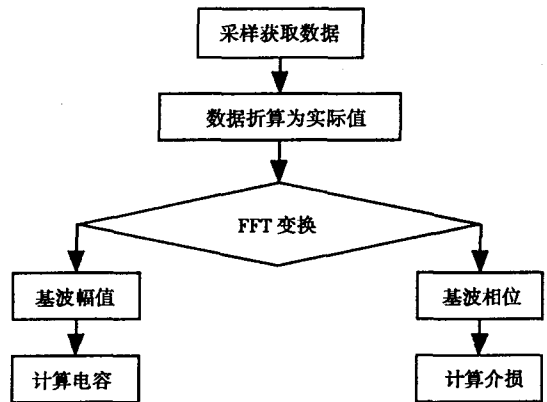 采样获取数据
数据折算为实际值
FFT 变换
基波幅值
基波相位
计算电容
计算介损